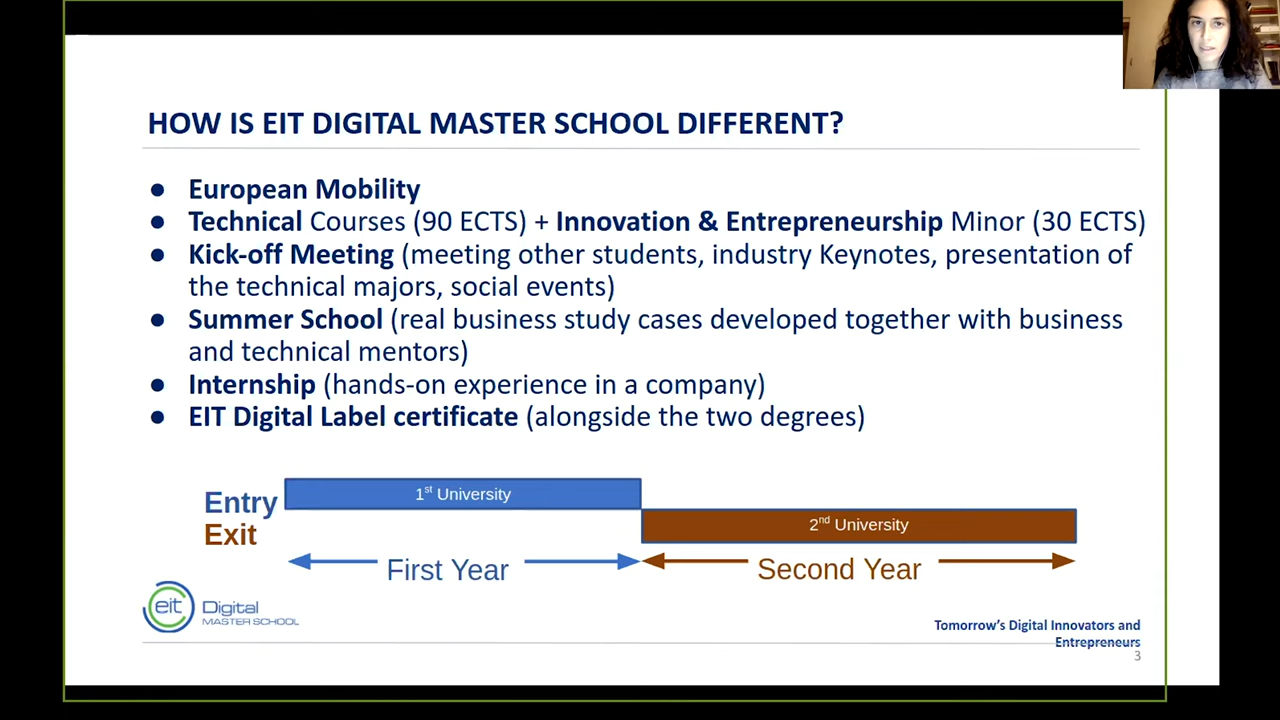 HOW IS EIT DIGITAL MASTER SCHOOL DIFFERENT?
● European Mobility
● Technical Courses (90 ECTS) + Innovation & Entrepreneurship Minor (30 ECTS)
● Kick-off Meeting (meeting other students, industry Keynotes, presentation of
the technical majors, social events)
● Summer School (real business study cases developed together with business
and technical mentors)
● Internship (hands-on experience in a company)
● EIT Digital Label certificate (alongside the two degrees)
Entry
1st University
Exit
2nd University
First Year
Second Year
eit Digital
MASTER SCHOOL
Tomorrow's Digital Innovators and
Entrepreneurs
3